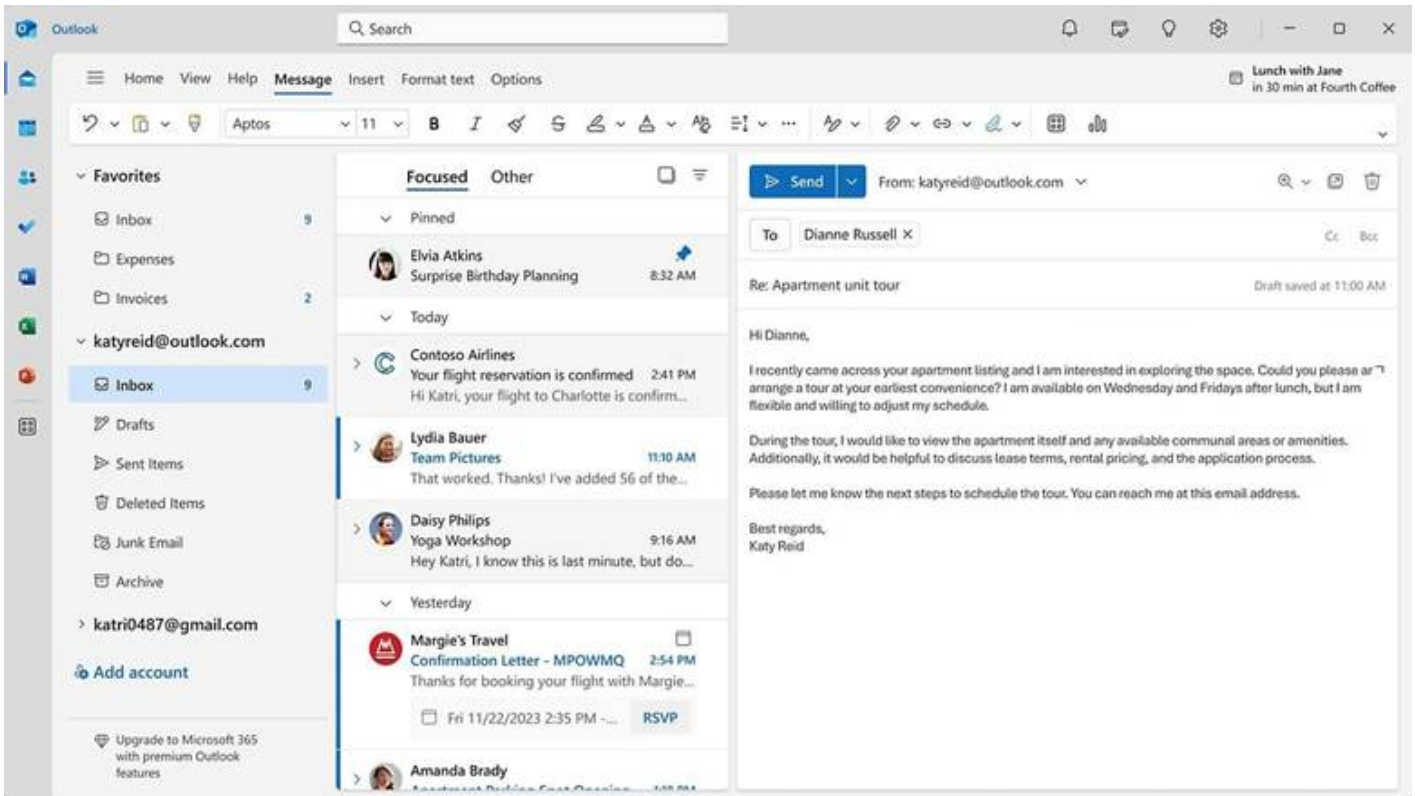 Outlook
Search
Home View Help Message Insert Format text Options
Lunch with Jane
in 30 min at Fourth Coffee
Aptos 11
Favorites
Inbox 9
Expenses
Invoices 2
katyreid@outlook.com
Inbox 9
Drafts
Sent Items
Deleted Items
Junk Email
Archive
katri0487@gmail.com
Add account
Upgrade to Microsoft 365
with premium Outlook
features
Focused Other
Pinned
Elvia Atkins
Surprise Birthday Planning 8:32 AM
Today
Contoso Airlines
Your flight reservation is confirmed 2:41 PM
Hi Katri, your flight to Charlotte is confirm...
Lydia Bauer
Team Pictures 11:10 AM
That worked. Thanks! I've added 56 of the...
Daisy Philips
Yoga Workshop 9:16 AM
Hey Katri, I know this is last minute, but do...
Yesterday
Margie's Travel
Confirmation Letter - MPOWMQ 2:54 PM
Thanks for booking your flight with Margie...
Fri 11/22/2023 2:35 PM -... RSVP
Amanda Brady
Send From: katyreid@outlook.com
To Dianne Russell Cc Bcc
Re: Apartment unit tour Draft saved at 11:00 AM
Hi Dianne,
I recently came across your apartment listing and I am interested in exploring the space. Could you please ar
arrange a tour at your earliest convenience? I am available on Wednesday and Fridays after lunch, but I am
flexible and willing to adjust my schedule.
During the tour, I would like to view the apartment itself and any available communal areas or amenities.
Additionally, it would be helpful to discuss lease terms, rental pricing, and the application process.
Please let me know the next steps to schedule the tour. You can reach me at this email address.
Best regards,
Katy Reid